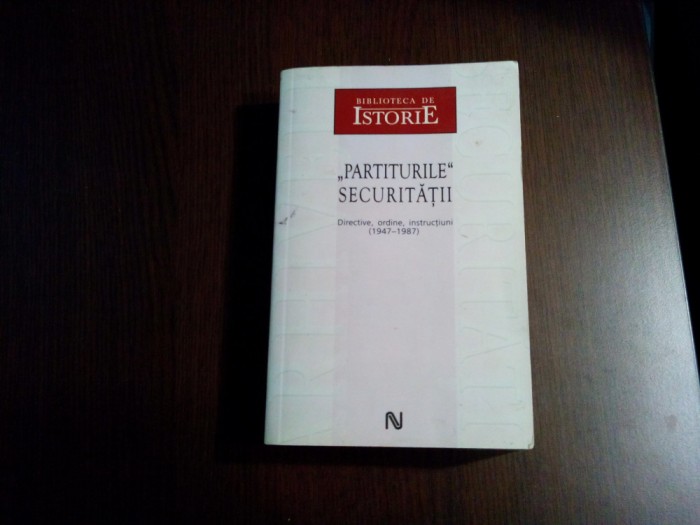 BIBLIOTECA DE
ISTORIE
„PARTITURILE“
SECURITĂȚII
Directive, ordine, instrucțiuni
(1947–1987)
N